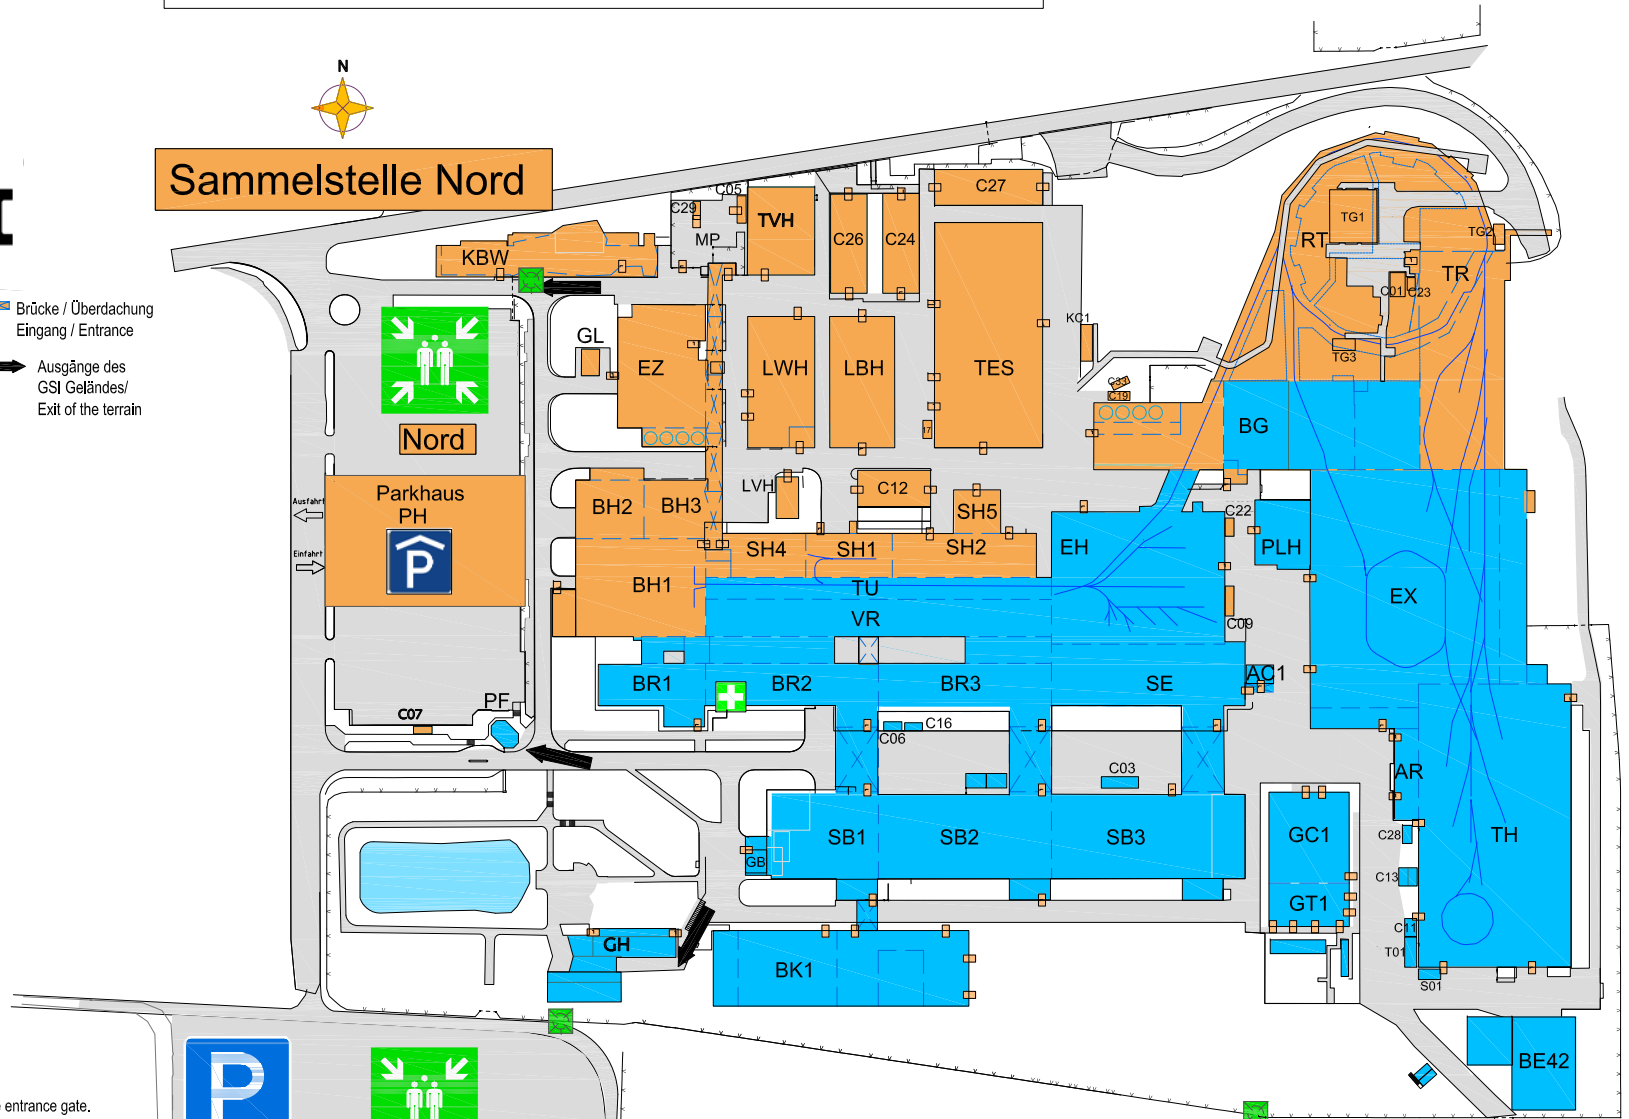 N
Sammelstelle Nord
C27
C05
C29
TVH
MP
C26
C24
TG1
RT
TG2
TR
C01
C23
KBW
Brücke / Überdachung
Eingang / Entrance
Ausgänge des
GSI Geländes/
Exit of the terrain
GL
EZ
LWH
LBH
TES
KC1
TG3
C33
C19
17
BG
Nord
Parkhaus
PH
P
Ausfahrt
Einfahrt
BH2
BH3
LVH
C12
SH5
C22
SH4
SH1
SH2
EH
PLH
BH1
TU
VR
EX
C09
BR1
BR2
BR3
SE
AC1
PF
C07
C16
C06
C03
AR
SB1
SB2
SB3
GB
GC1
C28
TH
C13
GT1
C11
T01
S01
GH
BK1
BE42
P
entrance gate.